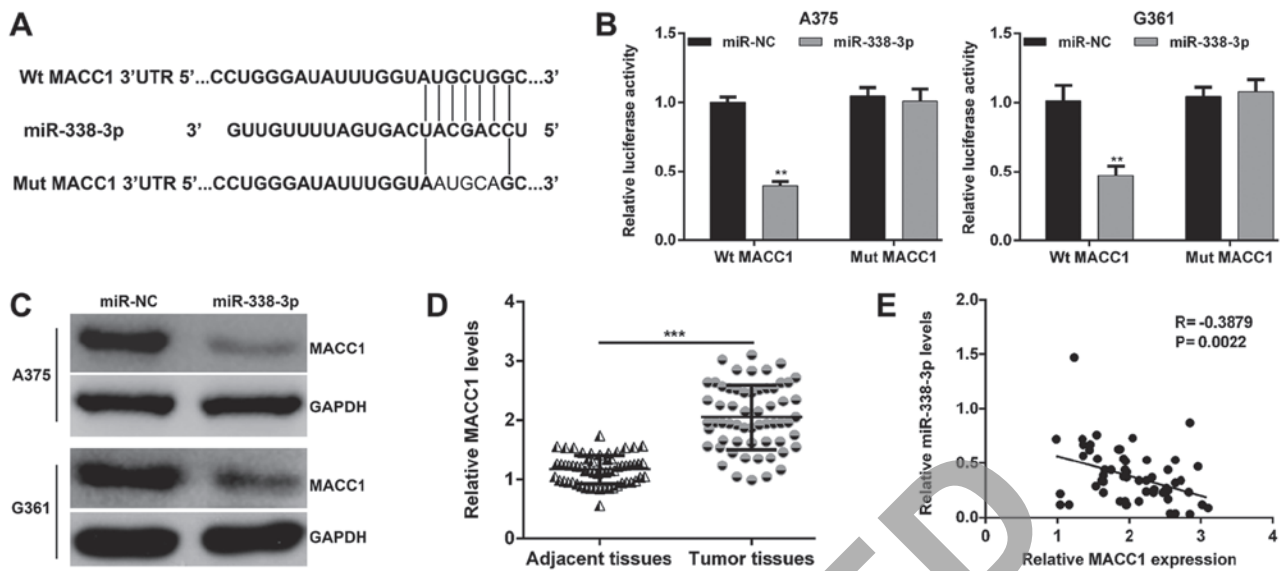 A
Wt MACC1 3'UTR 5'...CCUGGGAUAUUUGGUAUGCUGGC...3'
miR-338-3p 3' GUUGUUUUAGUGACUACGACCU 5'
Mut MACC1 3'UTR 5'...CCUGGGAUAUUUGGUAAUGCAGC...3'
B
A375
miR-NC miR-338-3p
Relative luciferase activity
1.5
1.0
0.5
0.0
**
Wt MACC1 Mut MACC1
G361
miR-NC miR-338-3p
Relative luciferase activity
1.5
1.0
0.5
0.0
**
Wt MACC1 Mut MACC1
C
miR-NC miR-338-3p
A375
MACC1
GAPDH
G361
MACC1
GAPDH
D
Relative MACC1 levels
4
3
2
1
0
***
Adjacent tissues Tumor tissues
E
Relative miR-338-3p levels
2.0
1.5
1.0
0.5
0.0
R= -0.3879
P= 0.0022
0 1 2 3 4
Relative MACC1 expression